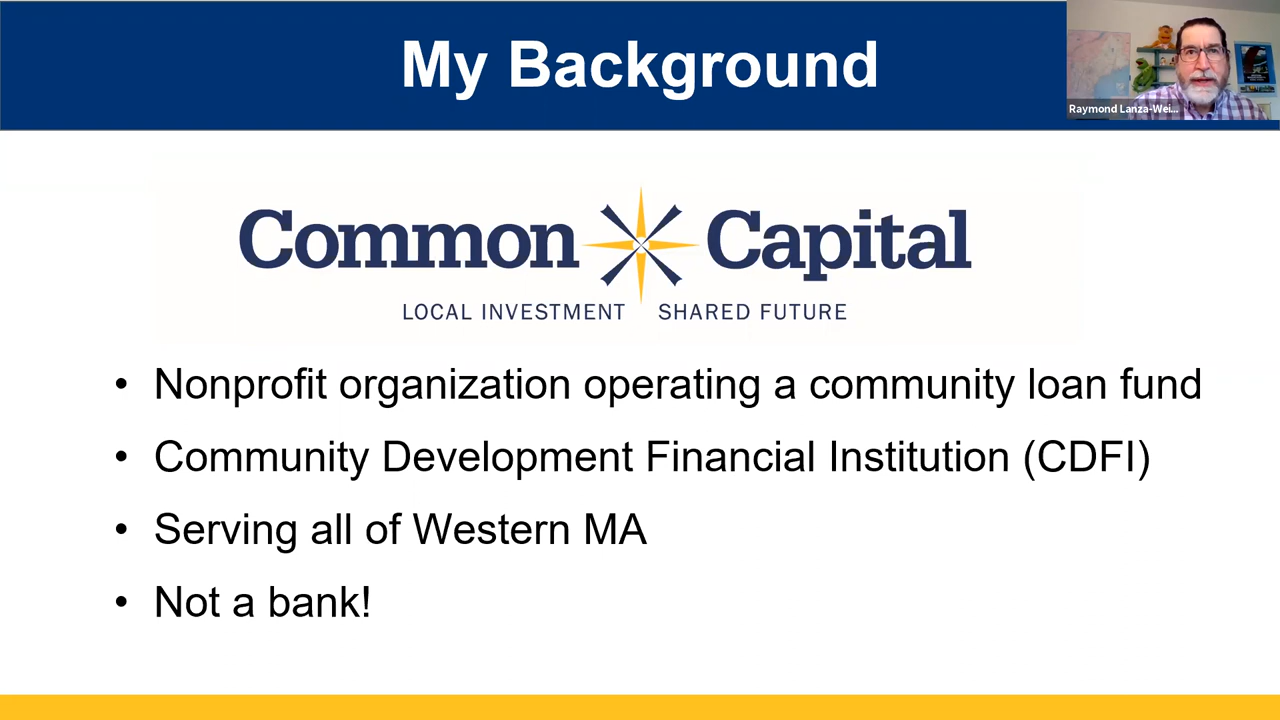 My Background
Raymond Lanza-Wei...
Common Capital
LOCAL INVESTMENT SHARED FUTURE
• Nonprofit organization operating a community loan fund
• Community Development Financial Institution (CDFI)
• Serving all of Western MA
• Not a bank!